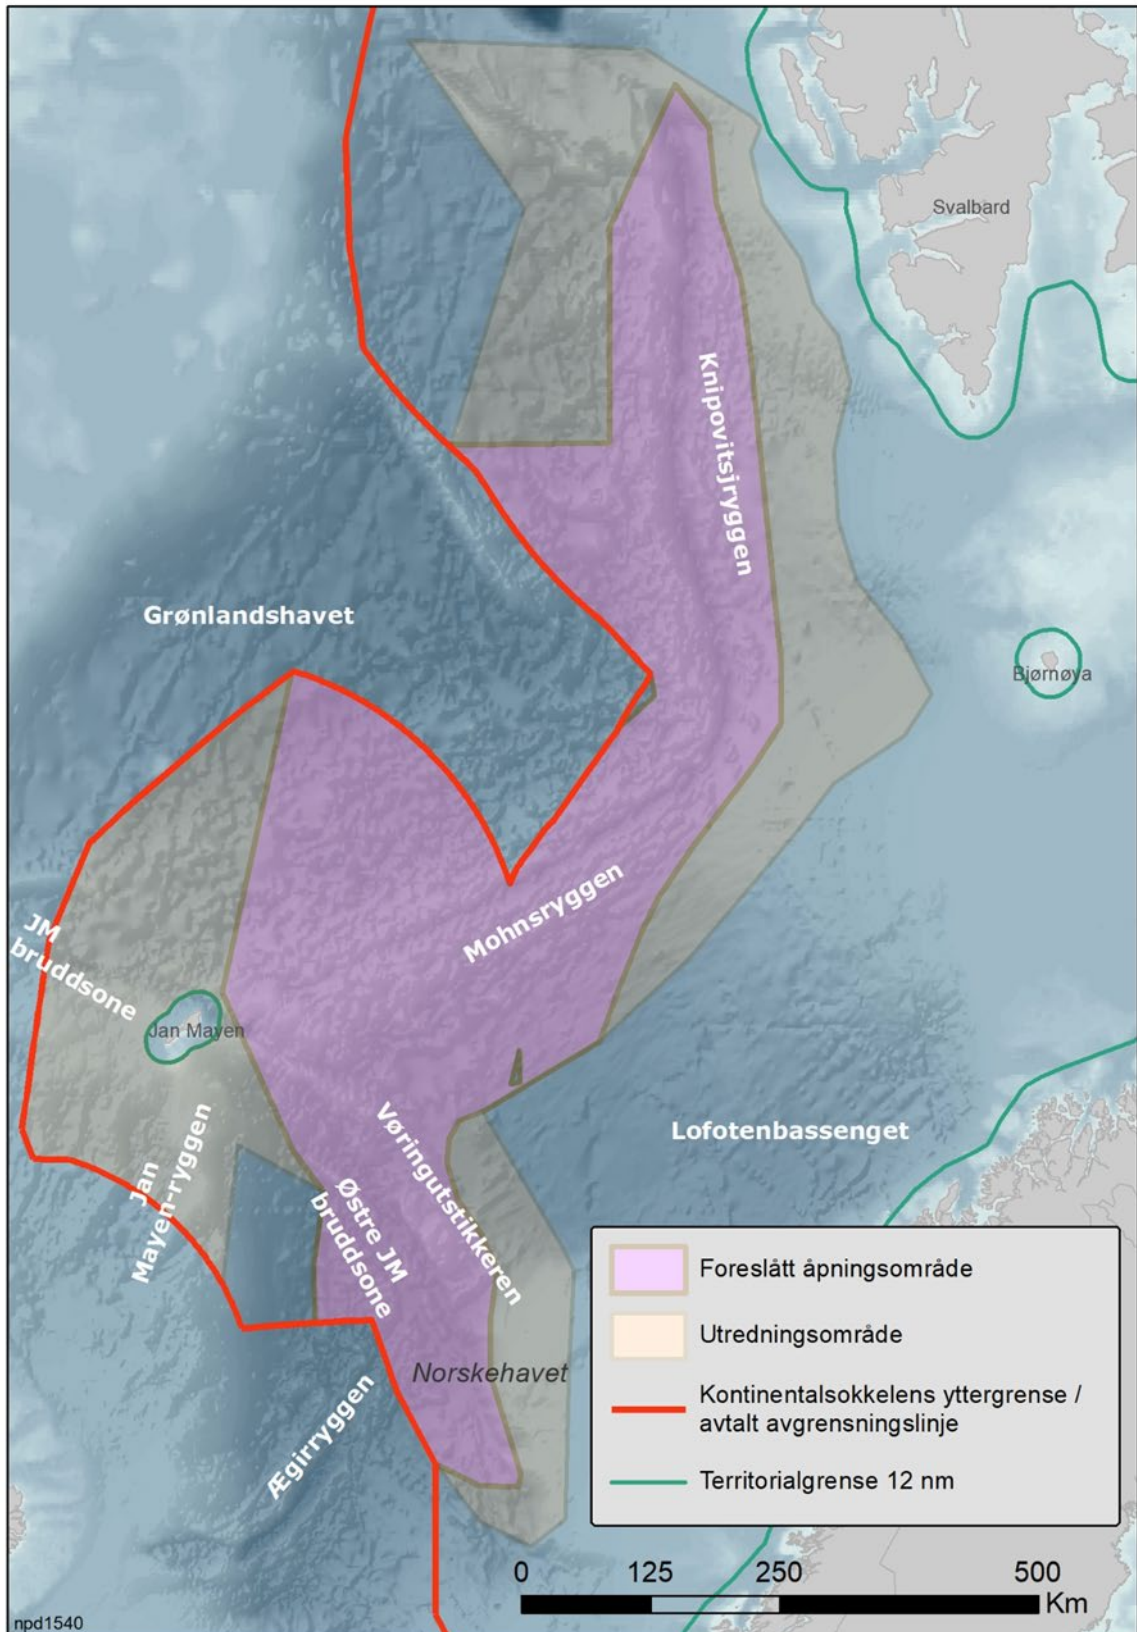 Svalbard
Knipovitsjryggen
Grønlandshavet
Bjørnøya
Mohnsryggen
JM
bruddsone
Jan Mayen
Jan
Mayen-ryggen
Vøringutstikkeren
Lofotenbassenget
Østre JM
bruddsone
Norskehavet
Ægirryggen
Foreslått åpningsområde
Utredningsområde
Kontinentalsokkelens yttergrense /
avtalt avgrensningslinje
Territorialgrense 12 nm
0 125 250 500
Km
npd1540